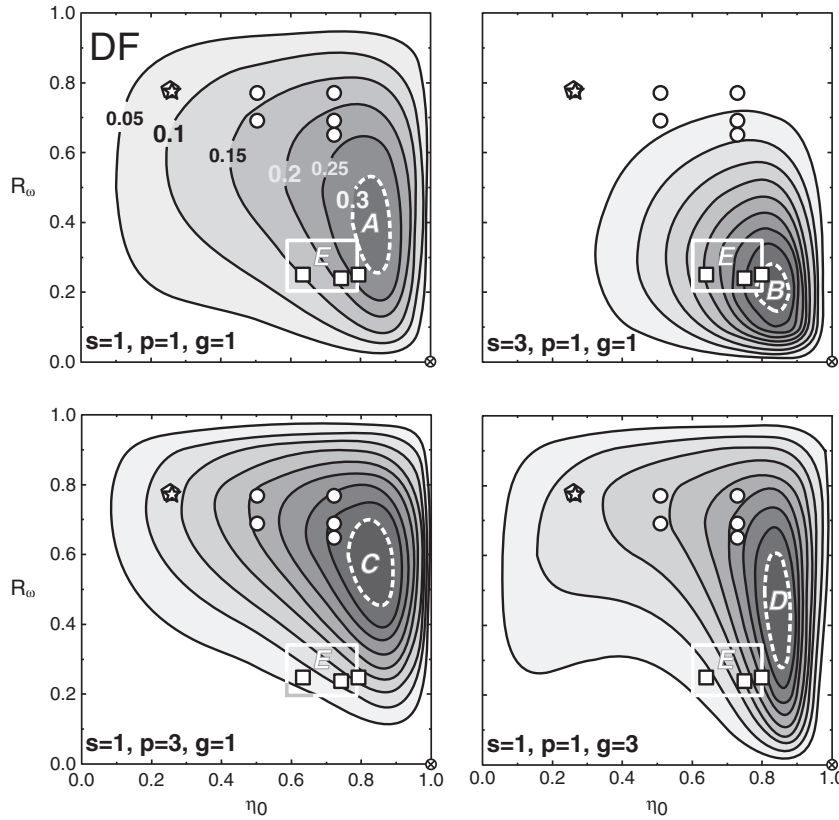 DF
1.0
0.8
0.6
0.4
0.2
0.0
Rω
0.05
0.1
0.15
0.2
0.25
0.3
A
E
s=1, p=1, g=1
E
B
s=3, p=1, g=1
1.0
0.8
0.6
0.4
0.2
0.0
Rω
C
E
s=1, p=3, g=1
0.0 0.2 0.4 0.6 0.8 1.0
η0
D
E
s=1, p=1, g=3
0.0 0.2 0.4 0.6 0.8 1.0
η0